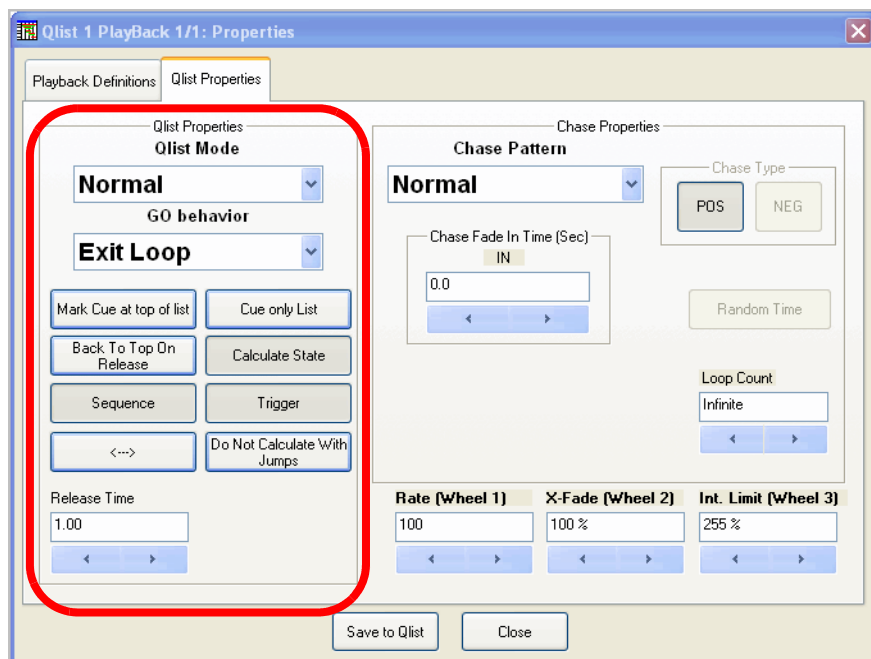 Qlist 1 PlayBack 1/1: Properties
Playback Definitions
Qlist Properties
Qlist Properties
Qlist Mode
Normal
GO behavior
Exit Loop
Mark Cue at top of list
Cue only List
Back To Top On
Release
Calculate State
Sequence
Trigger
<--->
Do Not Calculate With
Jumps
Release Time
1.00
Chase Properties
Chase Pattern
Normal
Chase Type
POS
NEG
Chase Fade In Time (Sec)
IN
0.0
Random Time
Loop Count
Infinite
Rate (Wheel 1)
100
X-Fade (Wheel 2)
100 %
Int. Limit (Wheel 3)
255 %
Save to Qlist
Close